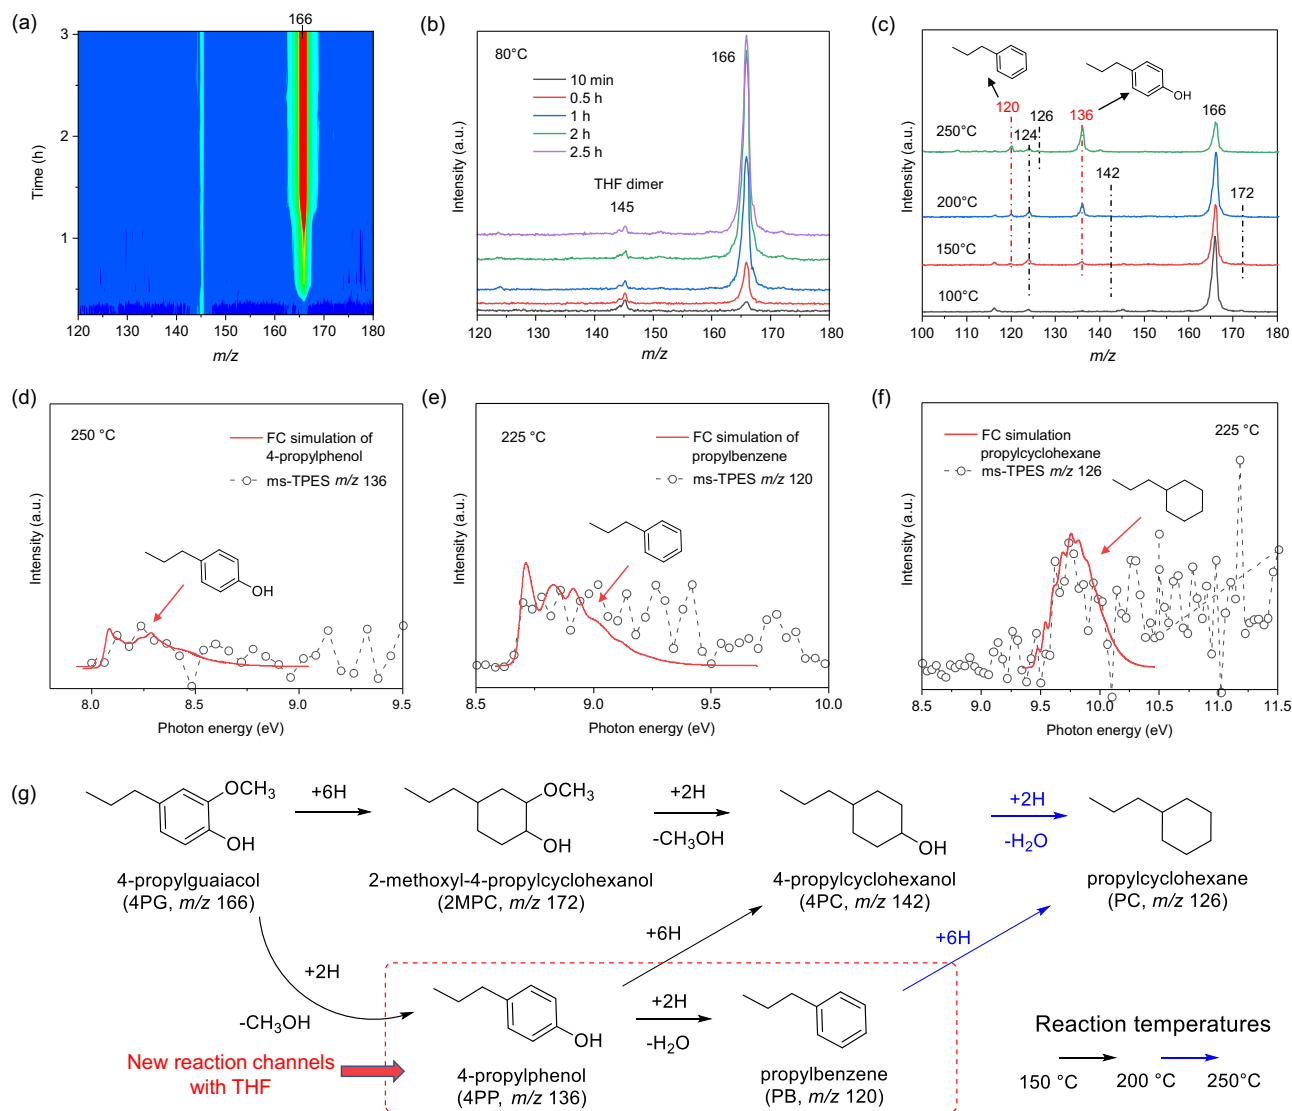 (a)
166
3
2
1
Time (h)
120 130 140 150 160 170 180
m/z
(b)
80°C
166
10 min
0.5 h
1 h
2 h
2.5 h
THF dimer
145
Intensity (a.u.)
120 130 140 150 160 170 180
m/z
(c)
OH
120 126 136 166
124
142
172
250°C
200°C
150°C
100°C
Intensity (a.u.)
100 110 120 130 140 150 160 170 180
m/z
(d)
250 °C
FC simulation of
4-propylphenol
ms-TPES m/z 136
OH
Intensity (a.u.)
8.0 8.5 9.0 9.5
Photon energy (eV)
(e)
225 °C
FC simulation of
propylbenzene
ms-TPES m/z 120
Intensity (a.u.)
8.5 9.0 9.5 10.0
Photon energy (eV)
(f)
FC simulation
propylcyclohexane
ms-TPES m/z 126
225 °C
Intensity (a.u.)
8.5 9.0 9.5 10.0 10.5 11.0 11.5
Photon energy (eV)
(g)
OCH₃
OH
+6H
OCH₃
OH
+2H
-CH₃OH
OH
+2H
-H₂O
4-propylguaiacol
(4PG, m/z 166)
2-methoxyl-4-propylcyclohexanol
(2MPC, m/z 172)
4-propylcyclohexanol
(4PC, m/z 142)
propylcyclohexane
(PC, m/z 126)
+2H
-CH₃OH
+6H
+6H
OH
+2H
-H₂O
New reaction channels
with THF
4-propylphenol
(4PP, m/z 136)
propylbenzene
(PB, m/z 120)
Reaction temperatures
150 °C 200 °C 250°C